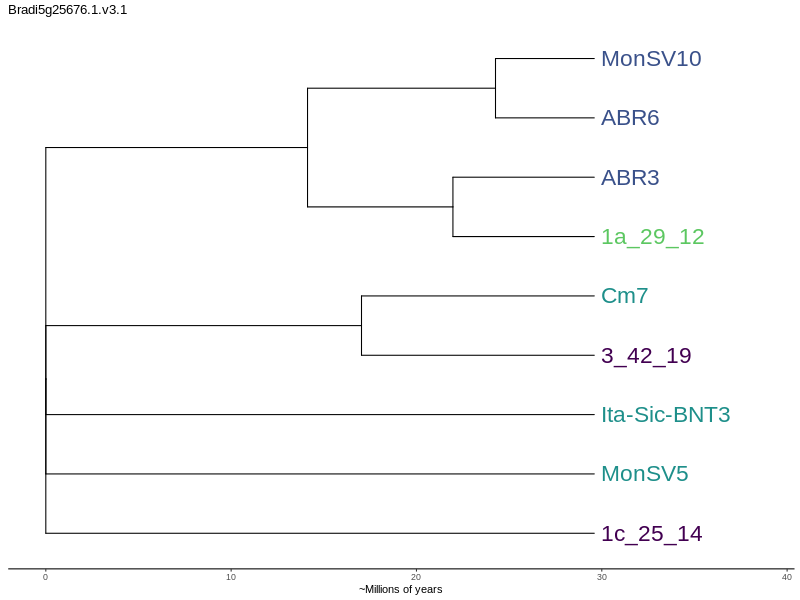 Bradi5g25676.1.v3.1
MonSV10
ABR6
ABR3
1a_29_12
Cm7
3_42_19
Ita-Sic-BNT3
MonSV5
1c_25_14
0 10 20 30 40
~Millions of years